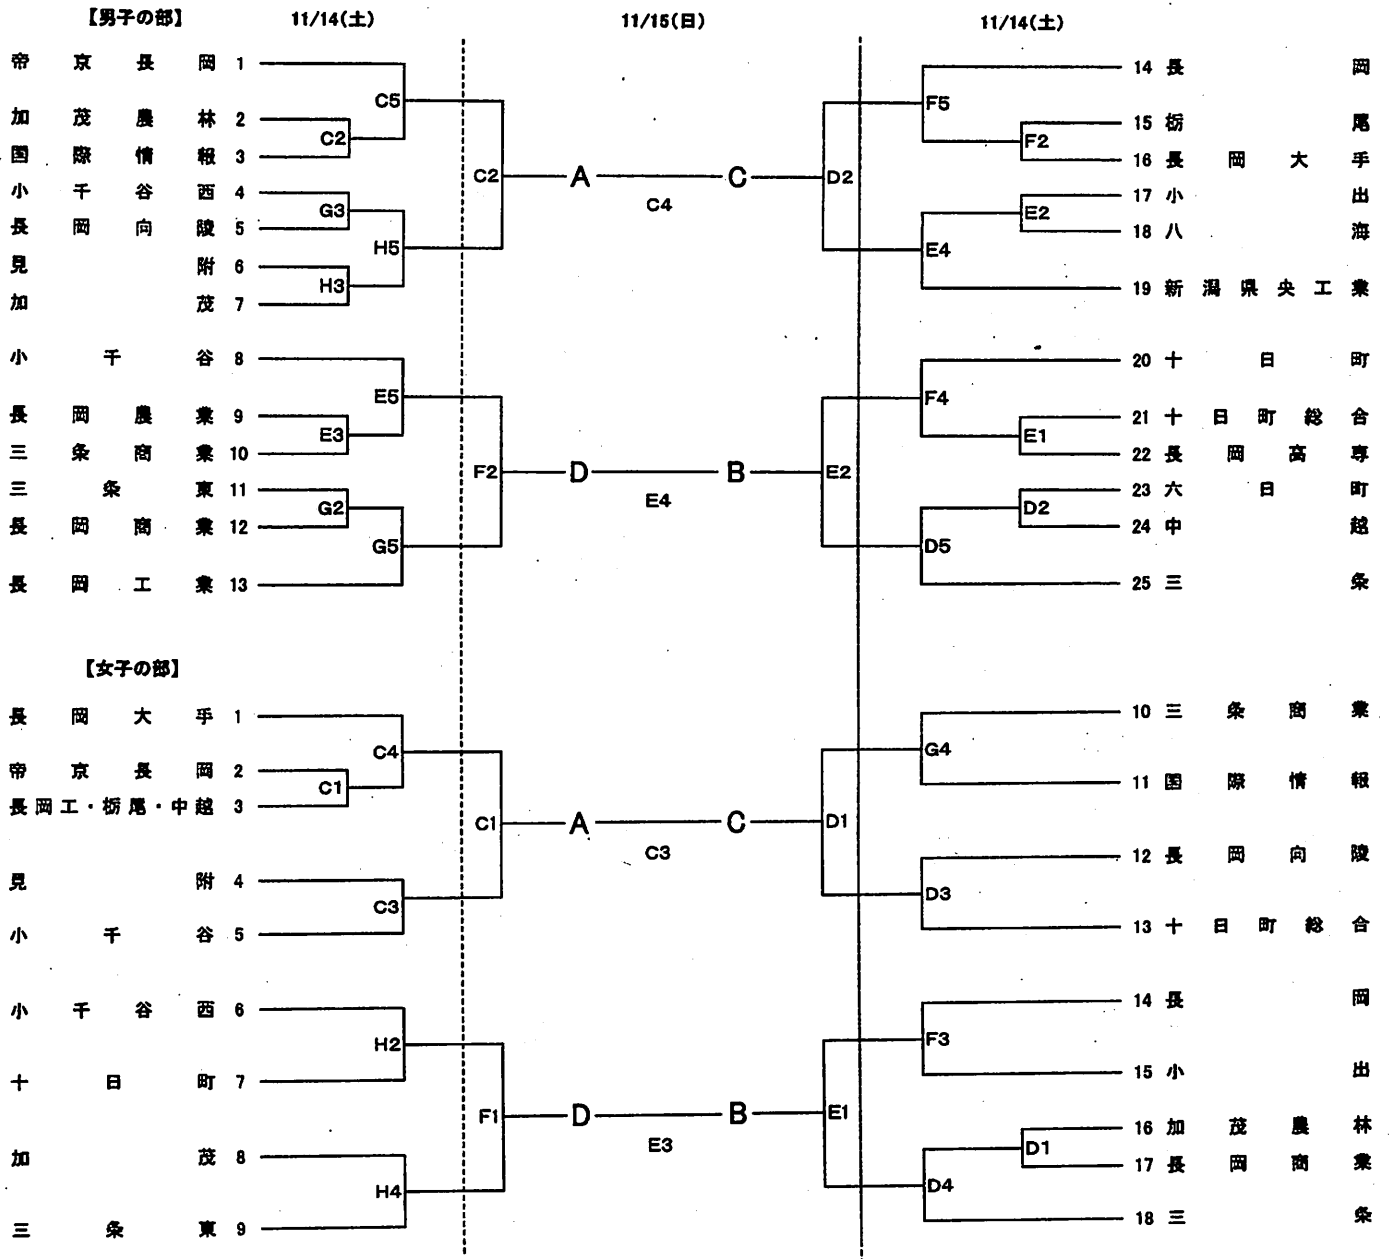 【男子の部】 11/14(土) 11/15(日) 11/14(土)
帝京長岡 1
加茂農林 2
国際情報 3
小千谷西 4
長岡向陵 5
見附 6
加茂 7
小千谷 8
長岡農業 9
三条商業 10
三条東 11
長岡商業 12
長岡工業 13
C5
C2
G3
H5
H3
E5
E3
G2
G5
C2
F2
A C
C4
D B
E4
D2
E2
F5
F2
E2
E4
F4
E1
D2
D5
14 長岡
15 栃尾
16 長岡大手
17 小出
18 八海
19 新潟県央工業
20 十日町
21 十日町総合
22 長岡高専
23 六日町
24 中越
25 三条
【女子の部】
長岡大手 1
帝京長岡 2
長岡工・栃尾・中越 3
見附 4
小千谷 5
小千谷西 6
十日町 7
加茂 8
三条東 9
C4
C1
C3
H2
H4
C1
F1
A C
C3
D B
E3
D1
E1
G4
D3
F3
D1
D4
10 三条商業
11 国際情報
12 長岡向陵
13 十日町総合
14 長岡
15 小出
16 加茂農林
17 長岡商業
18 三条